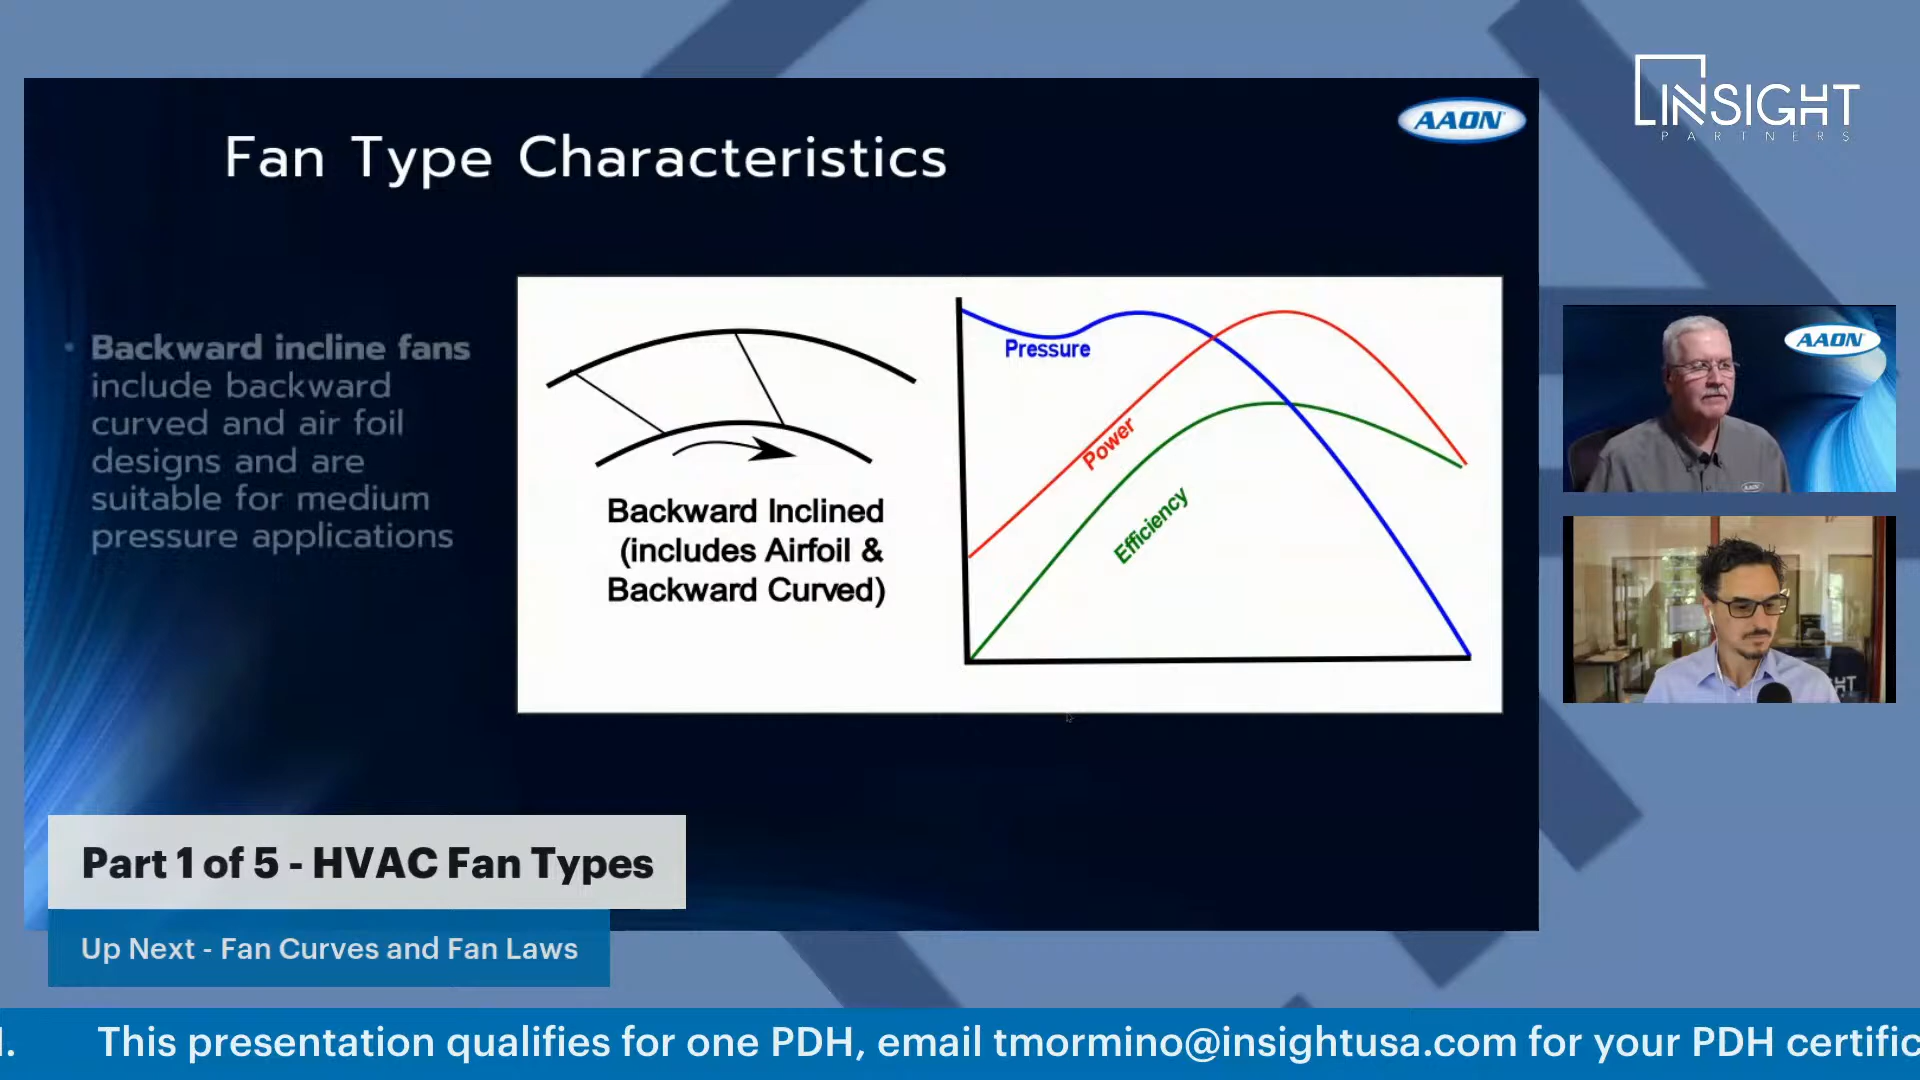 INSIGHT
PARTNERS
AAON
Fan Type Characteristics
• Backward incline fans
include backward
curved and air foil
designs and are
suitable for medium
pressure applications
Backward Inclined
(includes Airfoil &
Backward Curved)
Pressure
Power
Efficiency
AAON
Part 1 of 5 - HVAC Fan Types
Up Next - Fan Curves and Fan Laws
This presentation qualifies for one PDH, email tmormino@insightusa.com for your PDH certific